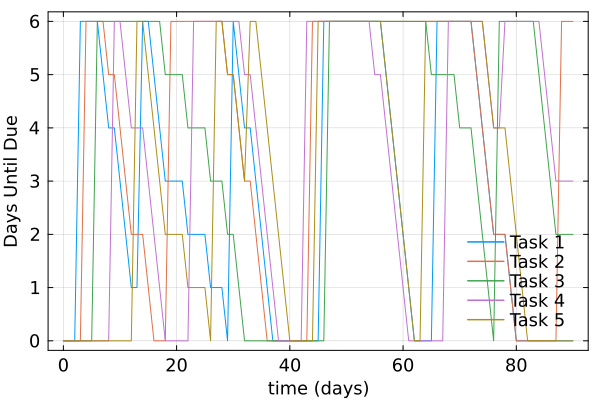 6
5
4
3
2
1
0
Days Until Due
Task 1
Task 2
Task 3
Task 4
Task 5
0 20 40 60 80
time (days)